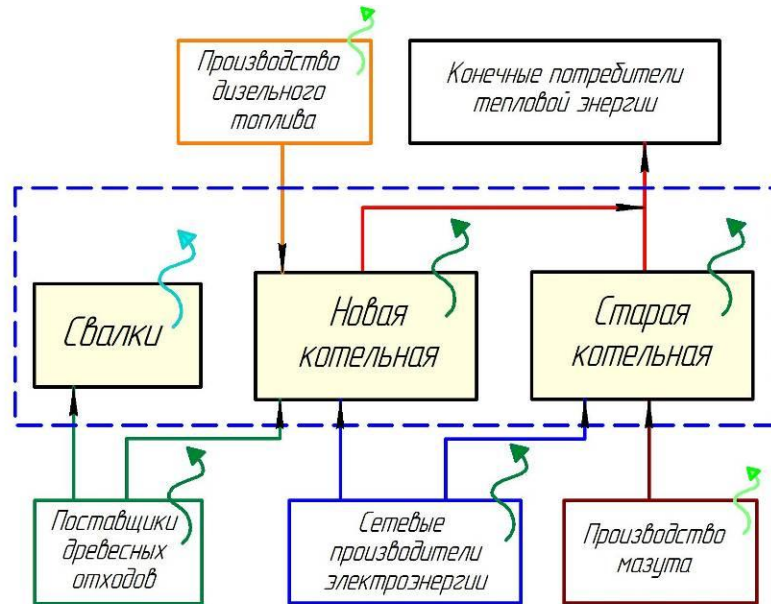 Производство
дизельного
топлива
Конечные потребители
тепловой энергии
Свалки
Новая
котельная
Старая
котельная
Поставщики
древесных
отходов
Сетевые
производители
электроэнергии
Производство
мазута